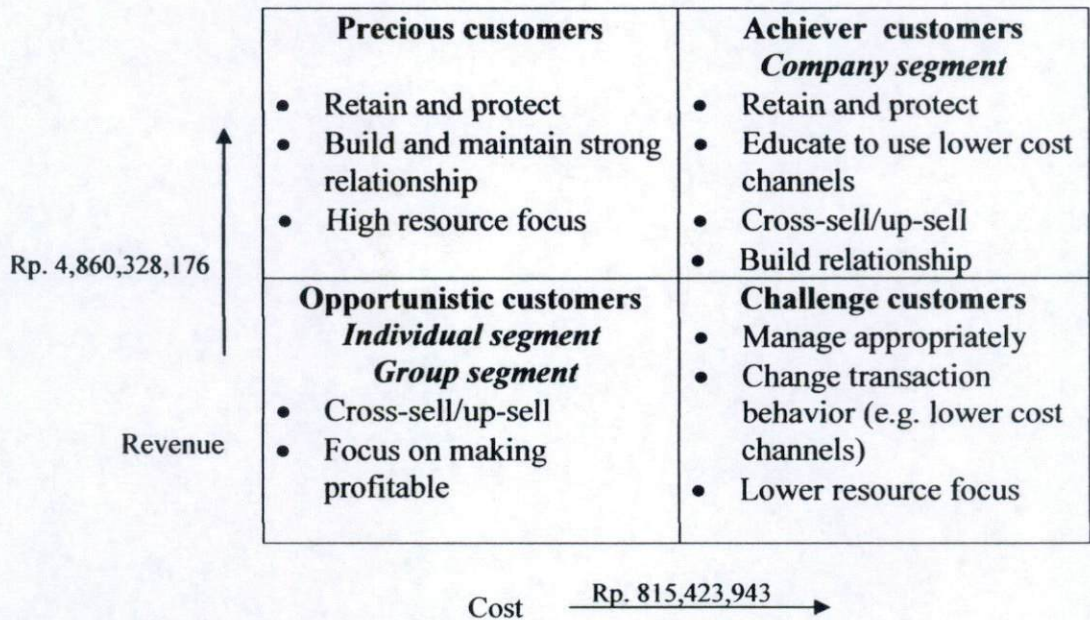 Precious customers
• Retain and protect
• Build and maintain strong
relationship
• High resource focus
Achiever customers
Company segment
• Retain and protect
• Educate to use lower cost
channels
• Cross-sell/up-sell
• Build relationship
Rp. 4,860,328,176
Opportunistic customers
Individual segment
Group segment
• Cross-sell/up-sell
• Focus on making
profitable
Challenge customers
• Manage appropriately
• Change transaction
behavior (e.g. lower cost
channels)
• Lower resource focus
Revenue
Cost
Rp. 815,423,943